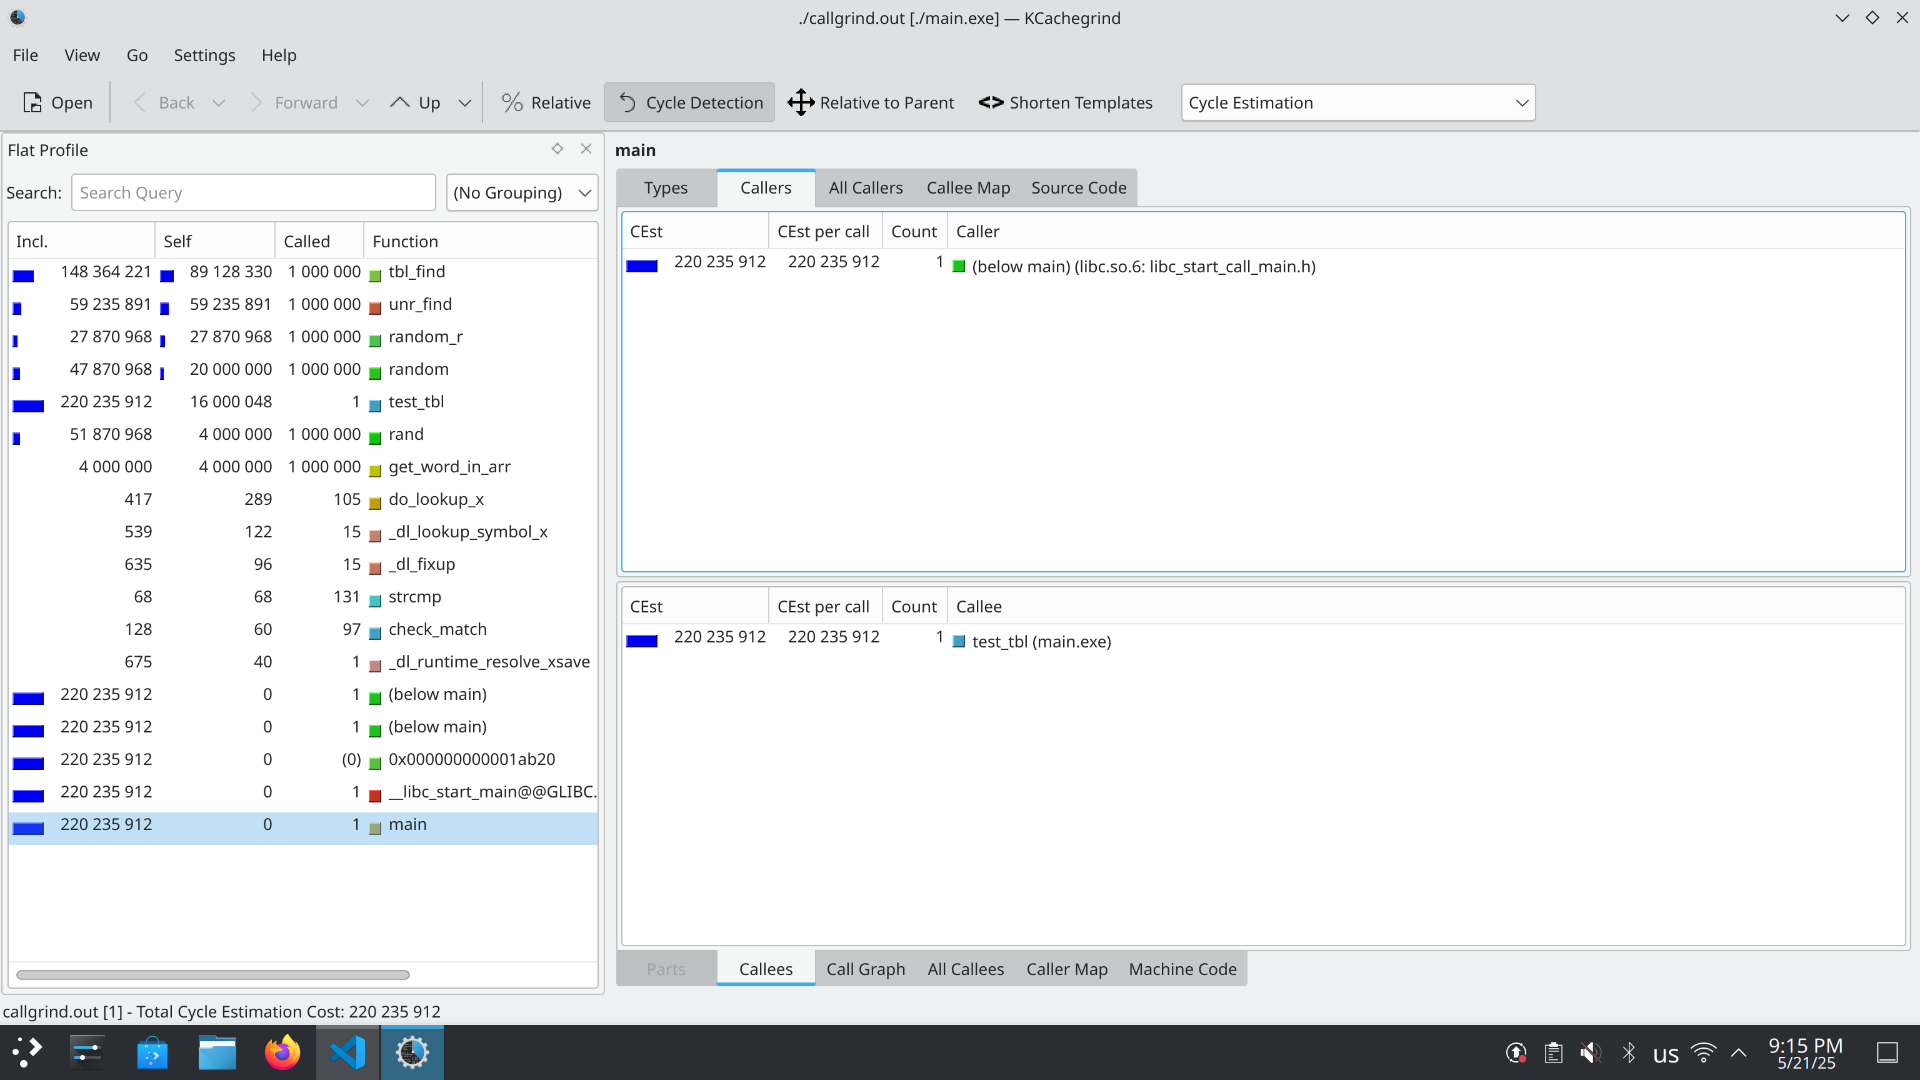 ./callgrind.out [./main.exe] — KCachegrind
File View Go Settings Help
Open Back Forward Up % Relative Cycle Detection Relative to Parent <> Shorten Templates Cycle Estimation
Flat Profile
Search: Search Query (No Grouping)
Incl. Self Called Function
148 364 221 89 128 330 1 000 000 tbl_find
59 235 891 59 235 891 1 000 000 unr_find
27 870 968 27 870 968 1 000 000 random_r
47 870 968 20 000 000 1 000 000 random
220 235 912 16 000 048 1 test_tbl
51 870 968 4 000 000 1 000 000 rand
4 000 000 4 000 000 1 000 000 get_word_in_arr
417 289 105 do_lookup_x
539 122 15 _dl_lookup_symbol_x
635 96 15 _dl_fixup
68 68 131 strcmp
128 60 97 check_match
675 40 1 _dl_runtime_resolve_xsave
220 235 912 0 1 (below main)
220 235 912 0 1 (below main)
220 235 912 0 (0) 0x000000000001ab20
220 235 912 0 1 __libc_start_main@@GLIBC.
220 235 912 0 1 main
main
Types Callers All Callers Callee Map Source Code
CEst CEst per call Count Caller
220 235 912 220 235 912 1 (below main) (libc.so.6: libc_start_call_main.h)
CEst CEst per call Count Callee
220 235 912 220 235 912 1 test_tbl (main.exe)
Parts Callees Call Graph All Callees Caller Map Machine Code
callgrind.out [1] - Total Cycle Estimation Cost: 220 235 912
us 9:15 PM
5/21/25